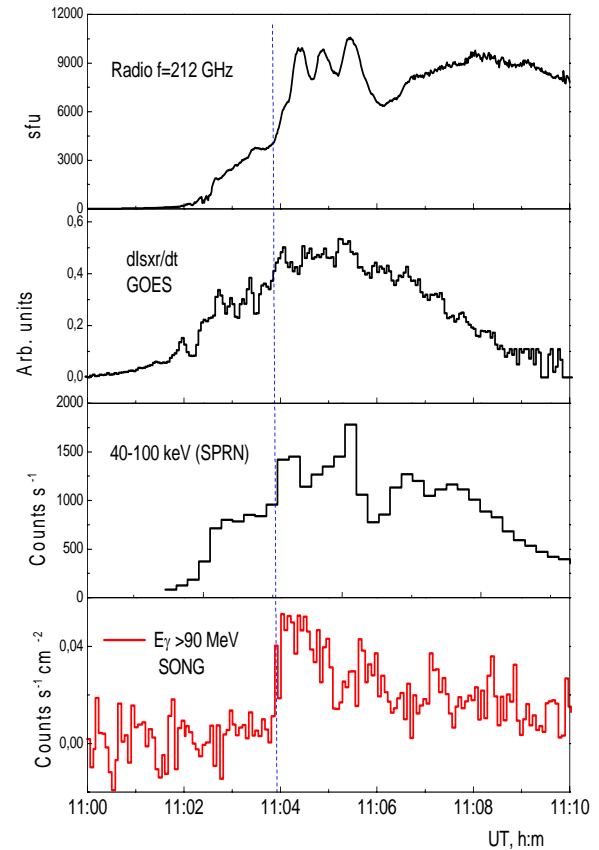 12000
9000
6000
3000
0
sfu
Radio f=212 GHz
0,6
0,4
0,2
0,0
Arb. units
dIsxr/dt
GOES
2000
1500
1000
500
0
Counts s⁻¹
40-100 keV (SPRN)
0,04
0,00
Counts s⁻¹ cm⁻²
Eγ >90 MeV
SONG
11:00 11:02 11:04 11:06 11:08 11:10
UT, h:m